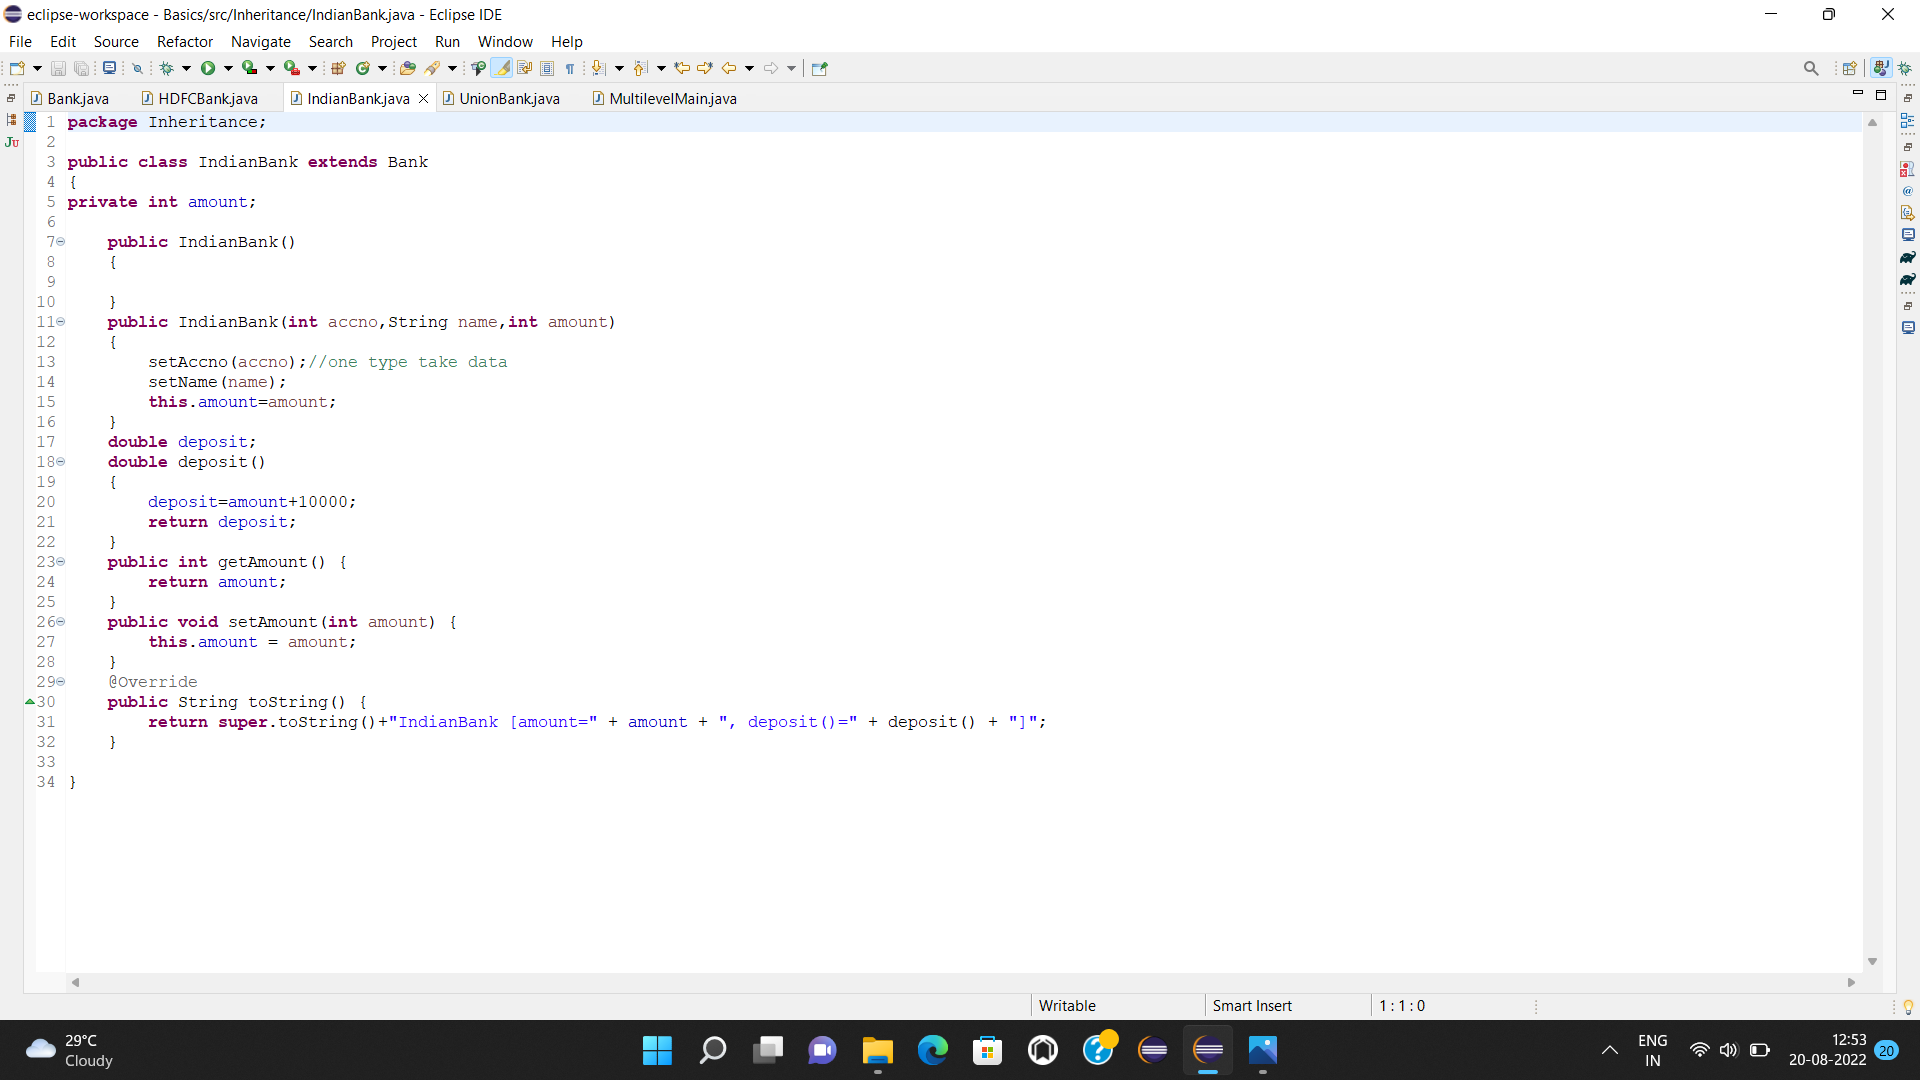 eclipse-workspace - Basics/src/Inheritance/IndianBank.java - Eclipse IDE
File Edit Source Refactor Navigate Search Project Run Window Help
Bank.java HDFCBank.java IndianBank.java UnionBank.java MultilevelMain.java
1 package Inheritance;
2
3 public class IndianBank extends Bank
4 {
5 private int amount;
6
7 public IndianBank()
8 {
9
10 }
11 public IndianBank(int accno,String name,int amount)
12 {
13 setAccno(accno);//one type take data
14 setName(name);
15 this.amount=amount;
16 }
17 double deposit;
18 double deposit()
19 {
20 deposit=amount+10000;
21 return deposit;
22 }
23 public int getAmount() {
24 return amount;
25 }
26 public void setAmount(int amount) {
27 this.amount = amount;
28 }
29 @Override
30 public String toString() {
31 return super.toString()+"IndianBank [amount=" + amount + ", deposit()=" + deposit() + "]";
32 }
33
34 }
Writable Smart Insert 1 : 1 : 0
29°C
Cloudy
ENG
IN
12:53
20-08-2022
20